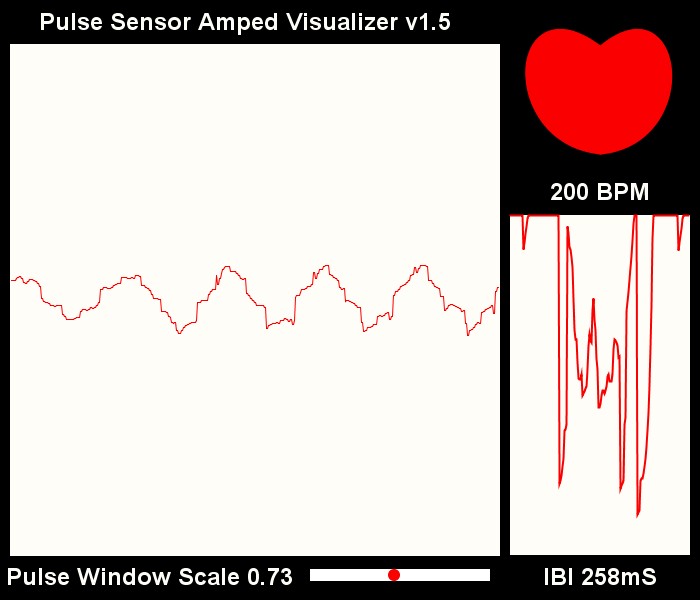 Pulse Sensor Amped Visualizer v1.5
200 BPM
Pulse Window Scale 0.73
IBI 258mS